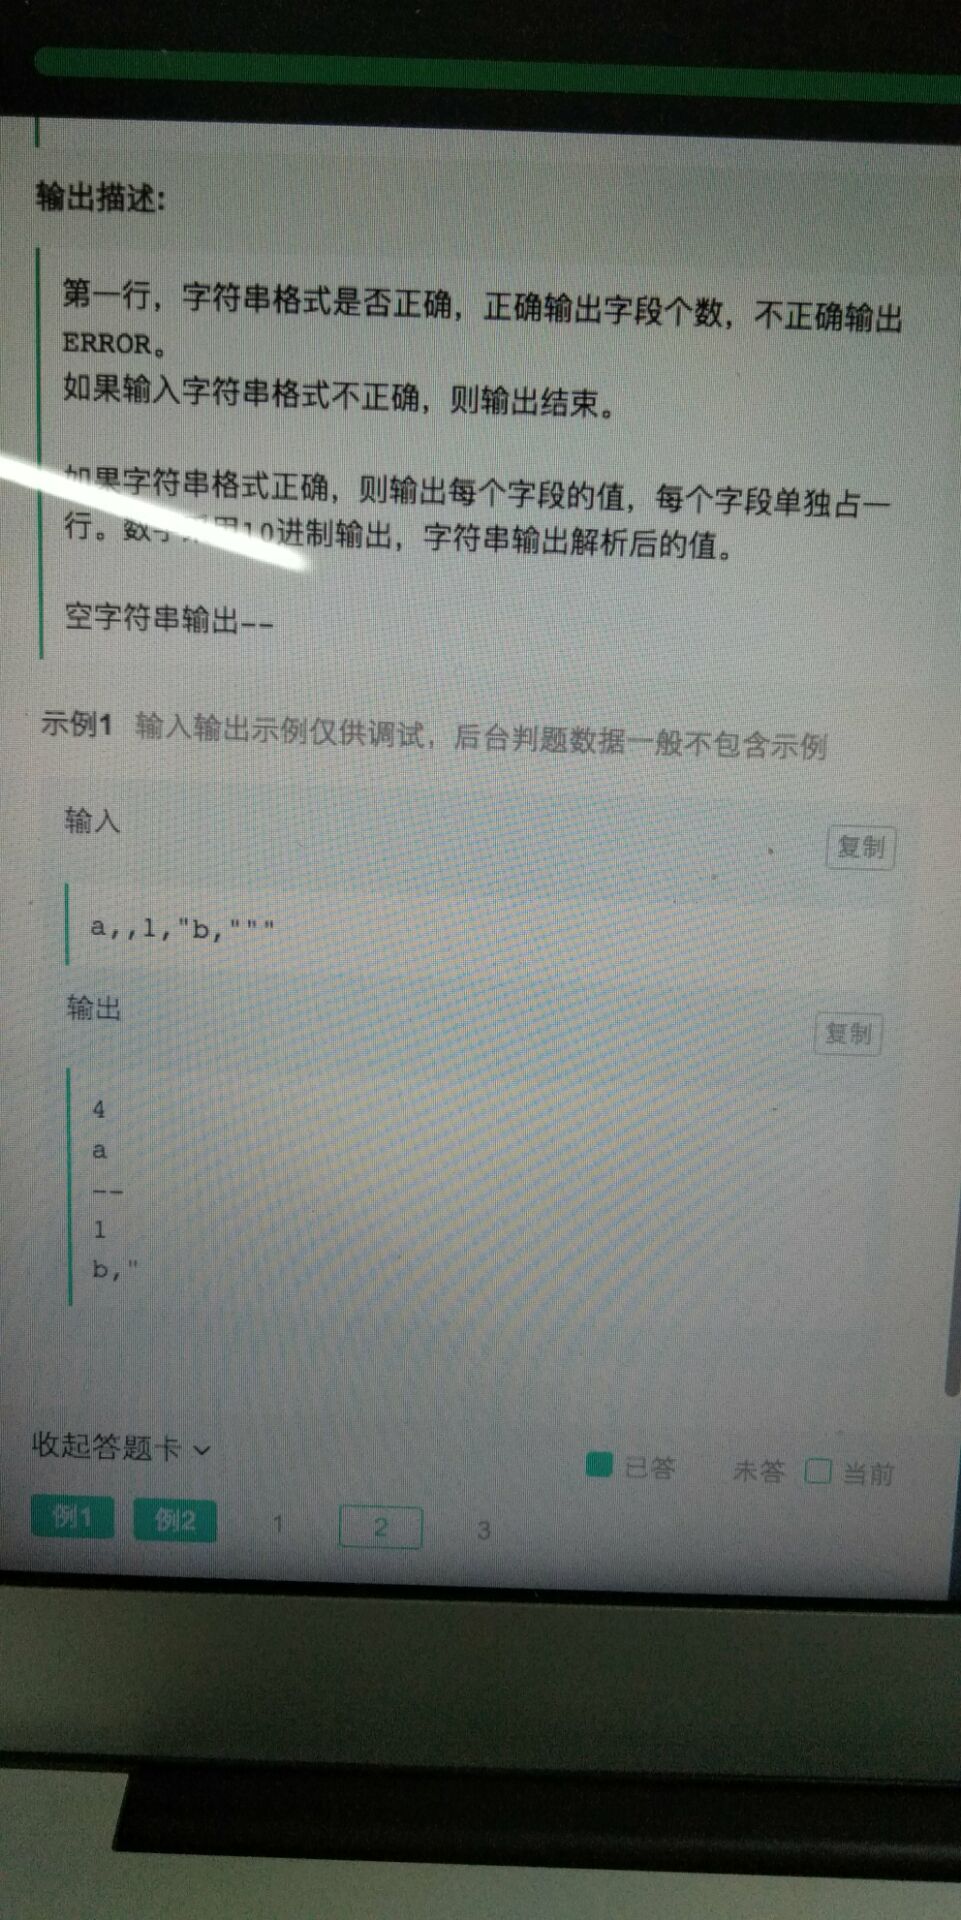 输出描述:
第一行，字符串格式是否正确，正确输出字段个数，不正确输出
ERROR。
如果输入字符串格式不正确，则输出结束。
如果字符串格式正确，则输出每个字段的值，每个字段单独占一
行。数 用10进制输出，字符串输出解析后的值。
空字符串输出--
示例1 输入输出示例仅供调试，后台判题数据一般不包含示例
输入
复制
a,,1,"b,"""
输出
复制
4
a
--
1
b,"
收起答题卡
已答 未答 当前
例1 例2 1 2 3